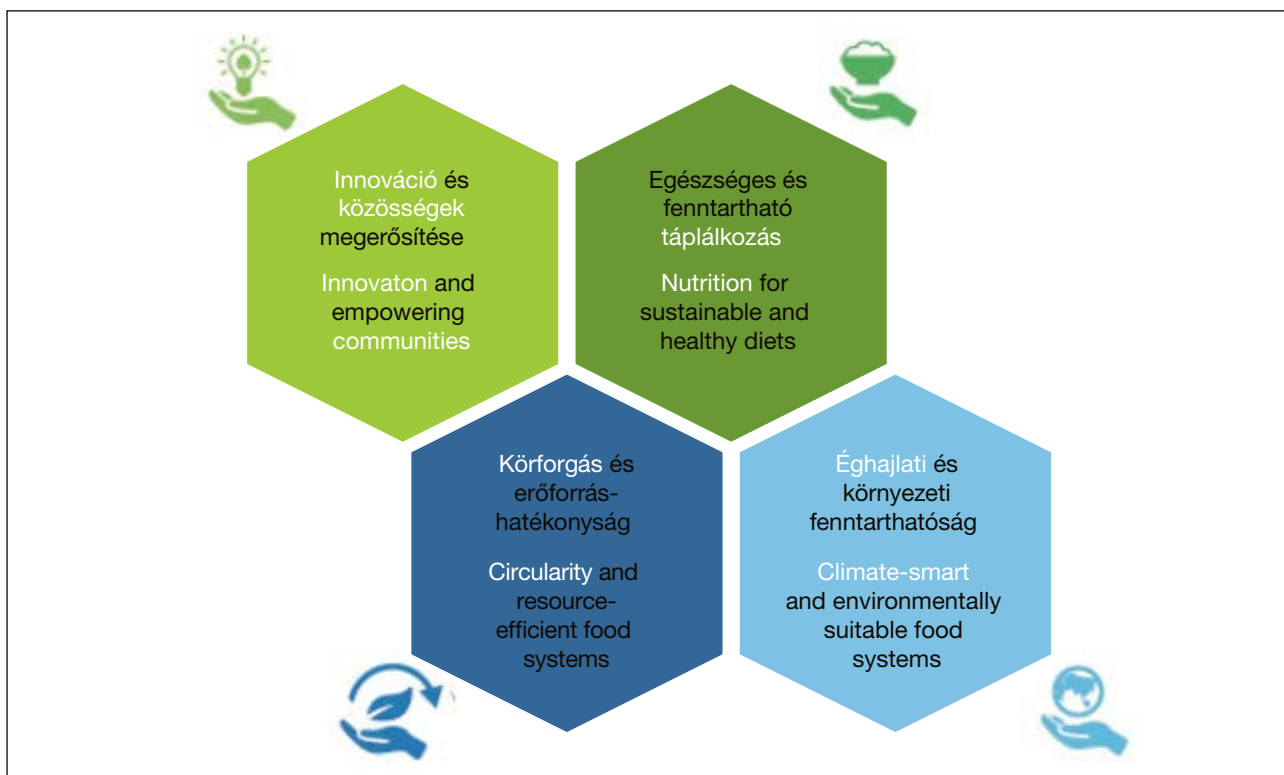 Innováció és
közösségek
megerősítése
Innovaton and
empowering
communities
Egészséges és
fenntartható
táplálkozás
Nutrition for
sustainable and
healthy diets
Körforgás és
erőforrás-
hatékonyság
Circularity and
resource-
efficient food
systems
Éghajlati és
környezeti
fenntarthatóság
Climate-smart
and environmentally
suitable food
systems